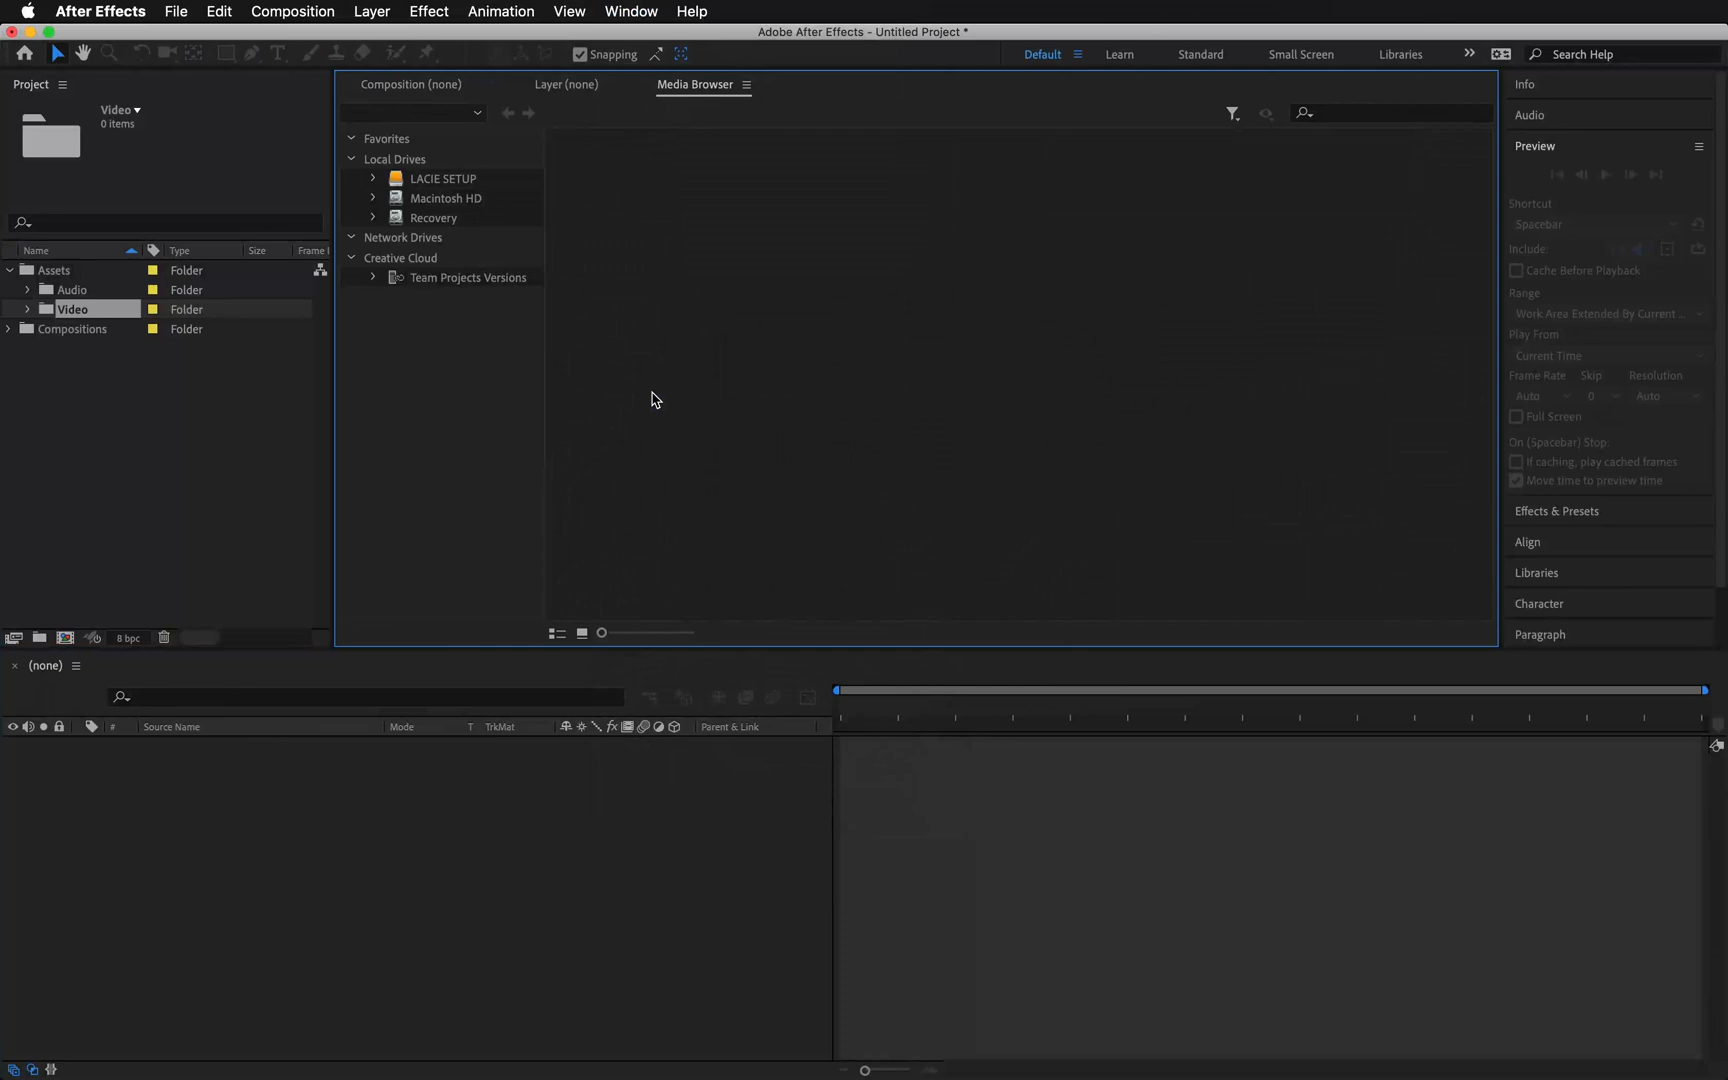 After Effects File Edit Composition Layer Effect Animation View Window Help
Adobe After Effects - Untitled Project *
Snapping Default Learn Standard Small Screen Libraries Search Help
Project
Video
0 items
Name Type Size Frame
Assets Folder
Audio Folder
Video Folder
Compositions Folder
8 bpc
Composition (none) Layer (none) Media Browser
Favorites
Local Drives
LACIE SETUP
Macintosh HD
Recovery
Network Drives
Creative Cloud
Team Projects Versions
Info
Audio
Preview
Shortcut
Spacebar
Include:
Cache Before Playback
Range
Work Area Extended By Current ...
Play From
Current Time
Frame Rate Skip Resolution
Auto 0 Auto
Full Screen
On (Spacebar) Stop:
If caching, play cached frames
Move time to preview time
Effects & Presets
Align
Libraries
Character
Paragraph
(none)
# Source Name Mode T TrkMat fx Parent & Link